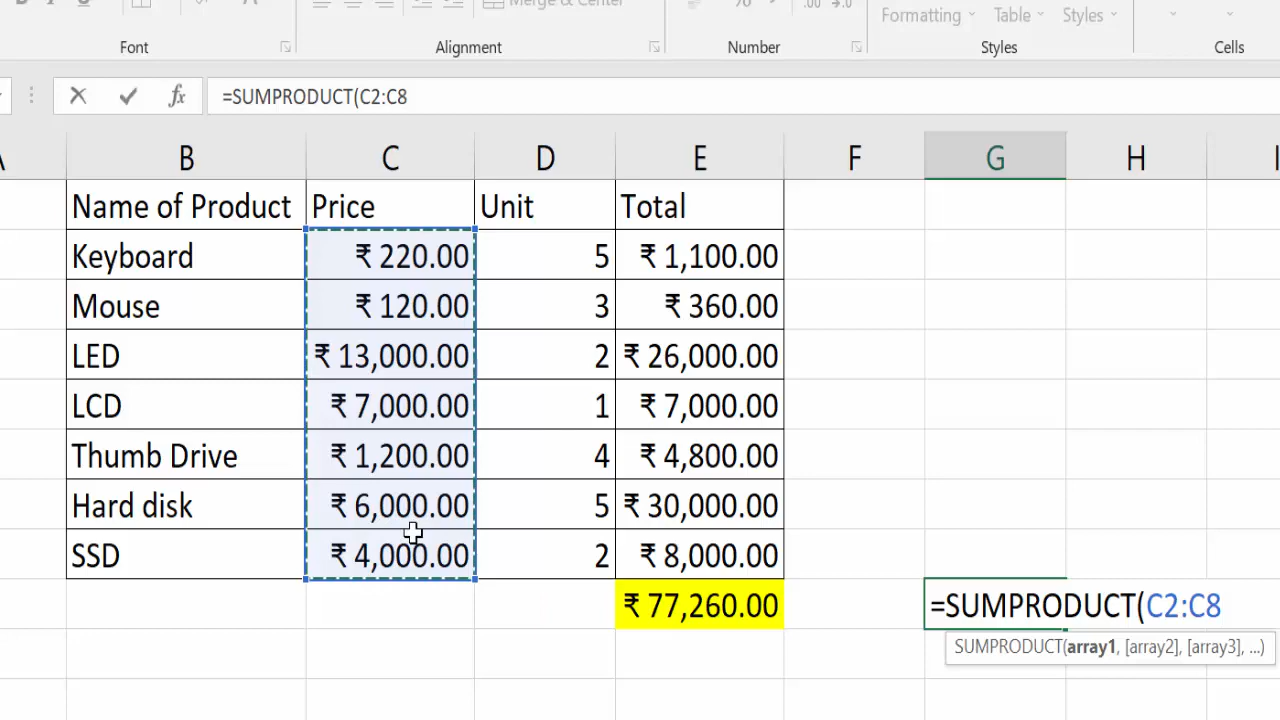 Merge & Center
% .00
Formatting Table Styles
Font Alignment Number Styles Cells
fx =SUMPRODUCT(C2:C8
B C D E F G H
Name of Product Price Unit Total
Keyboard ₹ 220.00 5 ₹ 1,100.00
Mouse ₹ 120.00 3 ₹ 360.00
LED ₹ 13,000.00 2 ₹ 26,000.00
LCD ₹ 7,000.00 1 ₹ 7,000.00
Thumb Drive ₹ 1,200.00 4 ₹ 4,800.00
Hard disk ₹ 6,000.00 5 ₹ 30,000.00
SSD ₹ 4,000.00 2 ₹ 8,000.00
₹ 77,260.00 =SUMPRODUCT(C2:C8
SUMPRODUCT(array1, [array2], [array3], ...)